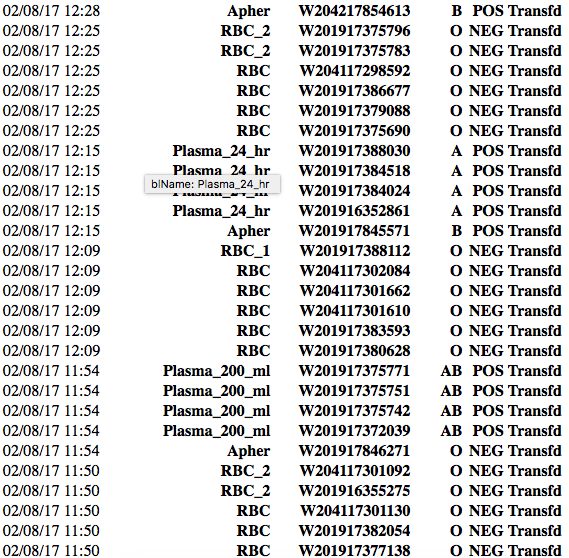 02/08/17 12:28 Apher W204217854613 B POS Transfd
02/08/17 12:25 RBC_2 W201917375796 O NEG Transfd
02/08/17 12:25 RBC_2 W201917375783 O NEG Transfd
02/08/17 12:25 RBC W204117298592 O NEG Transfd
02/08/17 12:25 RBC W201917386677 O NEG Transfd
02/08/17 12:25 RBC W201917379088 O NEG Transfd
02/08/17 12:25 RBC W201917375690 O NEG Transfd
02/08/17 12:15 Plasma_24_hr W201917388030 A POS Transfd
02/08/17 12:15 Plasma_24_hr W201917384518 A POS Transfd
blName: Plasma_24_hr
02/08/17 12:15 W201917384024 A POS Transfd
02/08/17 12:15 Plasma_24_hr W201916352861 A POS Transfd
02/08/17 12:15 Apher W201917845571 B POS Transfd
02/08/17 12:09 RBC_1 W201917388112 O NEG Transfd
02/08/17 12:09 RBC W204117302084 O NEG Transfd
02/08/17 12:09 RBC W204117301662 O NEG Transfd
02/08/17 12:09 RBC W204117301610 O NEG Transfd
02/08/17 12:09 RBC W201917383593 O NEG Transfd
02/08/17 12:09 RBC W201917380628 O NEG Transfd
02/08/17 11:54 Plasma_200_ml W201917375771 AB POS Transfd
02/08/17 11:54 Plasma_200_ml W201917375751 AB POS Transfd
02/08/17 11:54 Plasma_200_ml W201917375742 AB POS Transfd
02/08/17 11:54 Plasma_200_ml W201917372039 AB POS Transfd
02/08/17 11:54 Apher W201917846271 O NEG Transfd
02/08/17 11:50 RBC_2 W204117301092 O NEG Transfd
02/08/17 11:50 RBC_2 W201916355275 O NEG Transfd
02/08/17 11:50 RBC W204117301130 O NEG Transfd
02/08/17 11:50 RBC W201917382054 O NEG Transfd
02/08/17 11:50 RBC W201917377138 O NEG Transfd